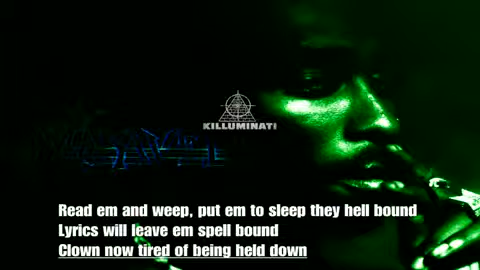 KILLUMINATI
Read em and weep, put em to sleep they hell bound
Lyrics will leave em spell bound
Clown now tired of being held down